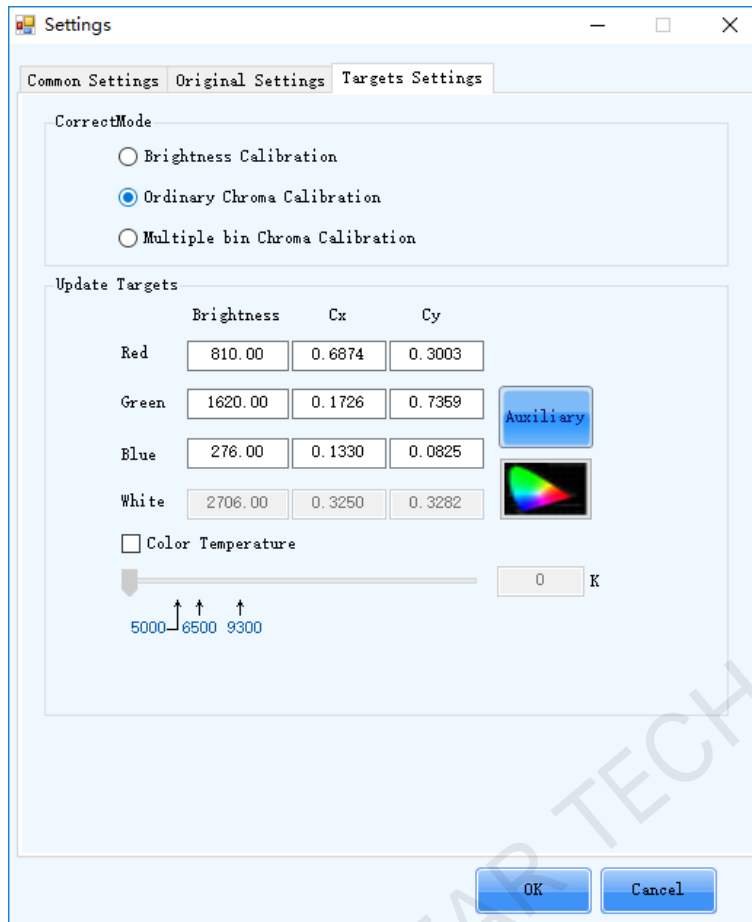 Settings
Common Settings Original Settings Targets Settings
CorrectMode
Brightness Calibration
Ordinary Chroma Calibration
Multiple bin Chroma Calibration
Update Targets
Brightness Cx Cy
Red 810.00 0.6874 0.3003
Green 1620.00 0.1726 0.7359
Auxiliary
Blue 276.00 0.1330 0.0825
White 2706.00 0.3250 0.3282
Color Temperature
0 K
5000 6500 9300
TECH
OK Cancel